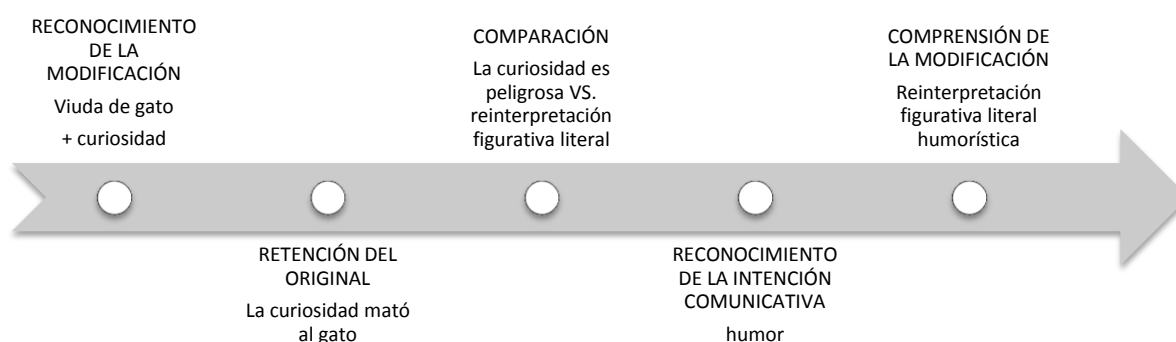 RECONOCIMIENTO
DE LA
MODIFICACIÓN
Viuda de gato
+ curiosidad
RETENCIÓN DEL
ORIGINAL
La curiosidad mató
al gato
COMPARACIÓN
La curiosidad es
peligrosa VS.
reinterpretación
figurativa literal
RECONOCIMIENTO
DE LA INTENCIÓN
COMUNICATIVA
humor
COMPRENSIÓN DE
LA MODIFICACIÓN
Reinterpretación
figurativa literal
humorística